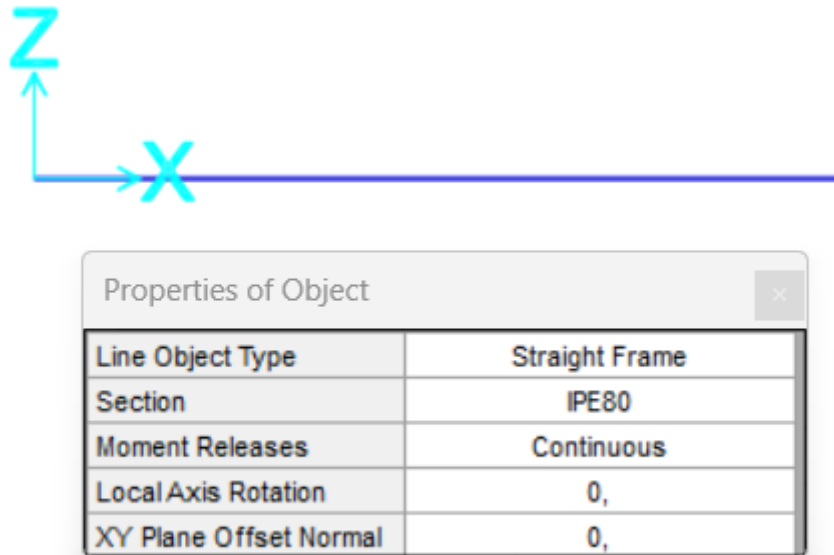 Z
X
Properties of Object
×
Line Object Type Straight Frame
Section IPE80
Moment Releases Continuous
Local Axis Rotation 0,
XY Plane Offset Normal 0,